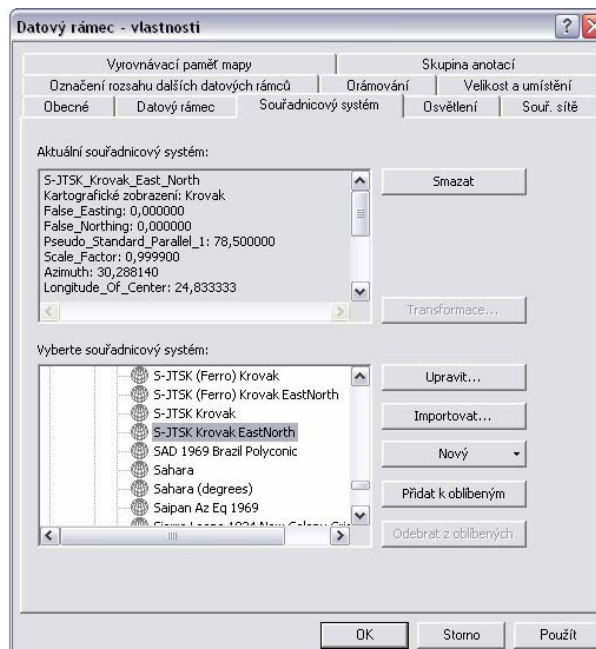 Datový rámec - vlastnosti
Vyrovnávací paměť mapy
Skupina anotací
Označení rozsahu dalších datových rámců
Orámování
Velikost a umístění
Obecné
Datový rámec
Souřadnicový systém
Osvětlení
Souř. sítě
Aktuální souřadnicový systém:
S-JTSK_Krovak_East_North
Kartografické zobrazení: Krovak
False_Easting: 0,000000
False_Northing: 0,000000
Pseudo_Standard_Parallel_1: 78,500000
Scale_Factor: 0,999900
Azimuth: 30,288140
Longitude_Of_Center: 24,833333
Smazat
Transformace...
Vyberte souřadnicový systém:
S-JTSK (Ferro) Krovak
S-JTSK (Ferro) Krovak EastNorth
S-JTSK Krovak
S-JTSK Krovak EastNorth
SAD 1969 Brazil Polyconic
Sahara
Sahara (degrees)
Saipan Az Eq 1969
Upravit...
Importovat...
Nový
Přidat k oblíbeným
Odebrat z oblíbených
OK
Storno
Použít